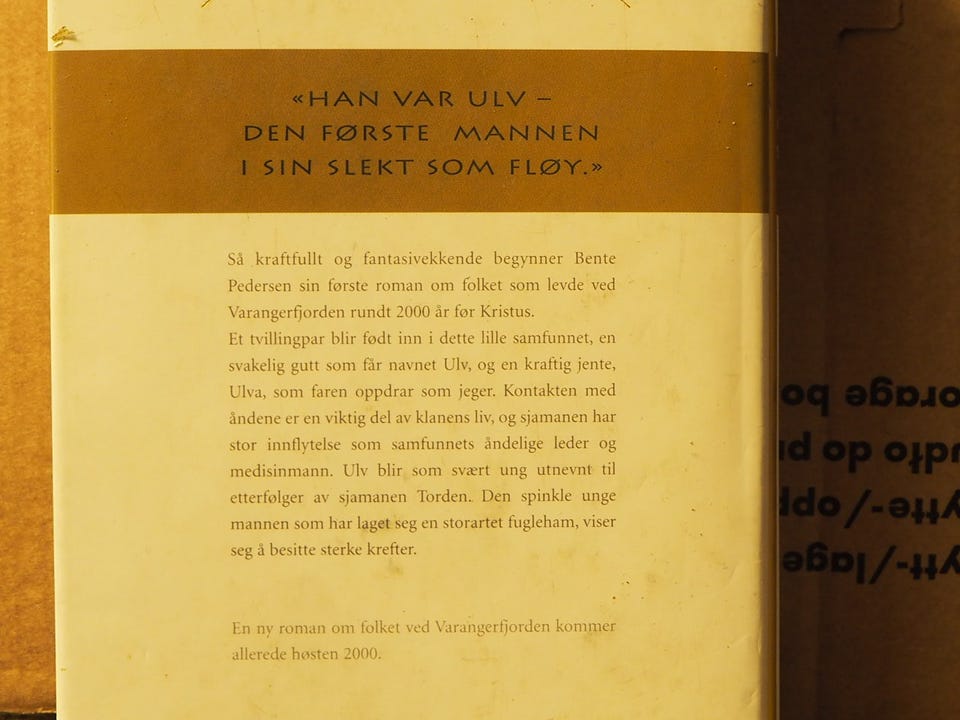 «HAN VAR ULV –
DEN FØRSTE MANNEN
I SIN SLEKT SOM FLØY.»
Så kraftfullt og fantasivekkende begynner Bente
Pedersen sin første roman om folket som levde ved
Varangerfjorden rundt 2000 år før Kristus.
Et tvillingpar blir født inn i dette lille samfunnet, en
svakelig gutt som får navnet Ulv, og en kraftig jente,
Ulva, som faren oppdrar som jeger. Kontakten med
åndene er en viktig del av klanens liv, og sjamanen har
stor innflytelse som samfunnets åndelige leder og
medisinmann. Ulv blir som svært ung utnevnt til
etterfølger av sjamanen Torden. Den spinkle unge
mannen som har laget seg en storartet fugleham, viser
seg å besitte sterke krefter.
En ny roman om folket ved Varangerfjorden kommer
allerede høsten 2000.